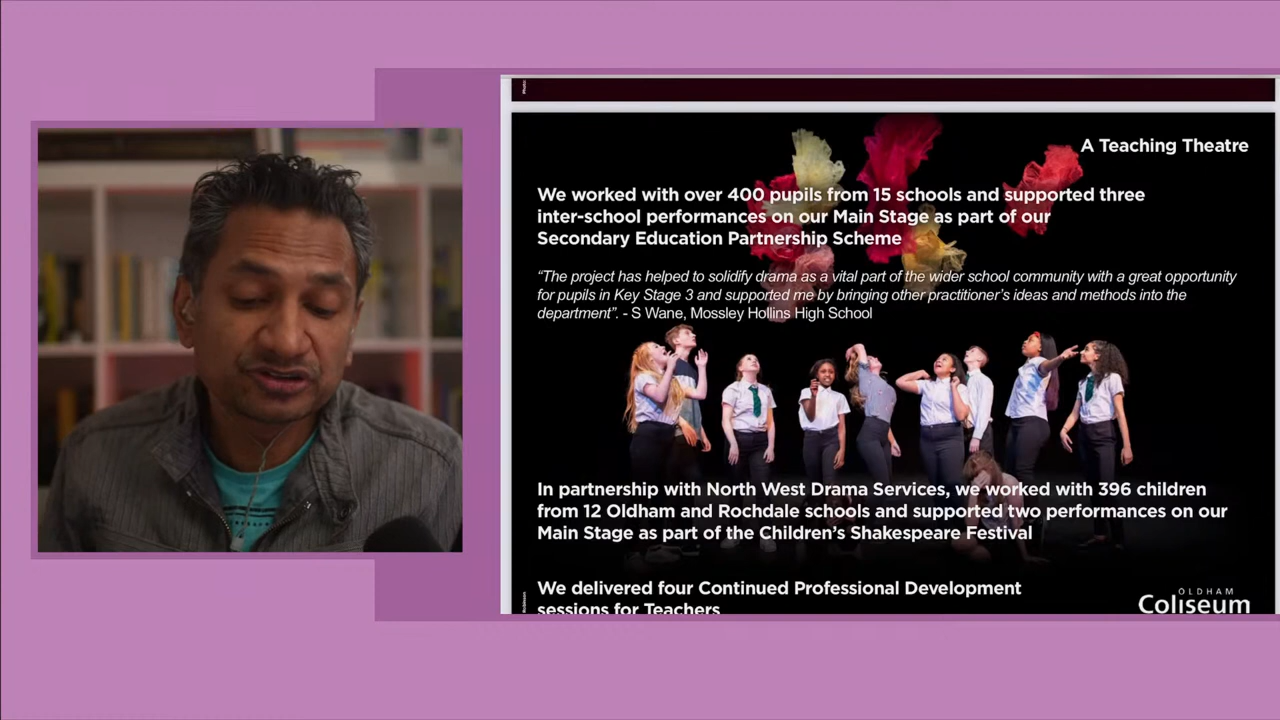 Photo
A Teaching Theatre
We worked with over 400 pupils from 15 schools and supported three
inter-school performances on our Main Stage as part of our
Secondary Education Partnership Scheme
“The project has helped to solidify drama as a vital part of the wider school community with a great opportunity
for pupils in Key Stage 3 and supported me by bringing other practitioner's ideas and methods into the
department”. - S Wane, Mossley Hollins High School
In partnership with North West Drama Services, we worked with 396 children
from 12 Oldham and Rochdale schools and supported two performances on our
Main Stage as part of the Children’s Shakespeare Festival
We delivered four Continued Professional Development
sessions for Teachers
OLDHAM
Coliseum